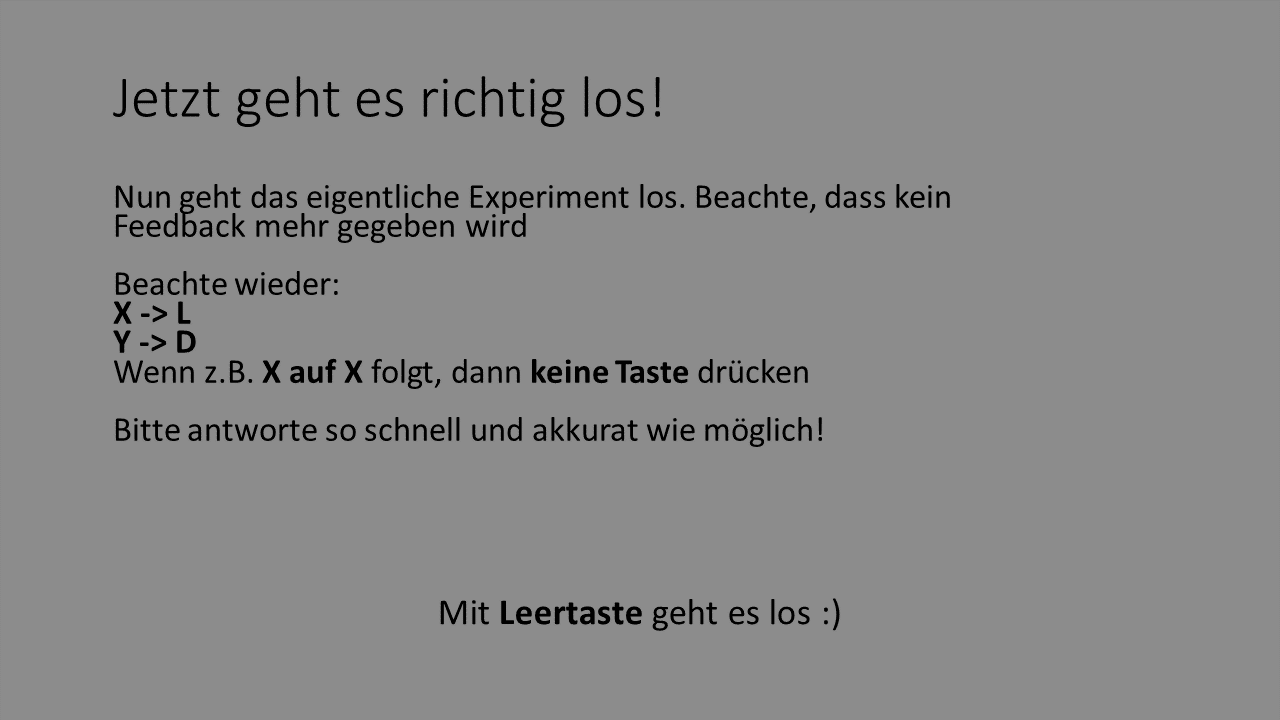 Jetzt geht es richtig los!
Nun geht das eigentliche Experiment los. Beachte, dass kein
Feedback mehr gegeben wird
Beachte wieder:
X -> L
Y -> D
Wenn z.B. X auf X folgt, dann keine Taste drücken
Bitte antworte so schnell und akkurat wie möglich!
Mit Leertaste geht es los :)